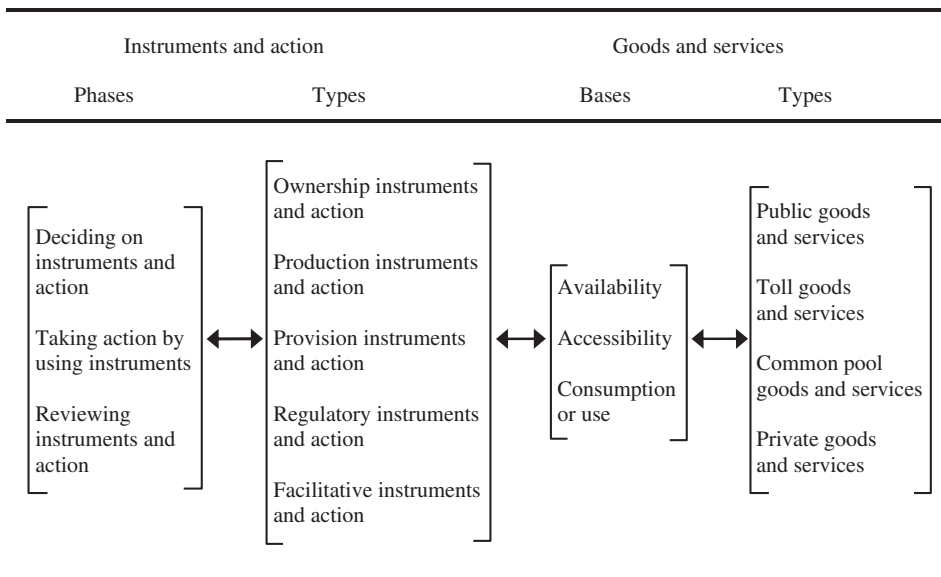 Instruments and action
Goods and services
Phases
Types
Bases
Types
Deciding on
instruments and
action
Taking action by
using instruments
Reviewing
instruments and
action
Ownership instruments
and action
Production instruments
and action
Provision instruments
and action
Regulatory instruments
and action
Facilitative instruments
and action
Availability
Accessibility
Consumption
or use
Public goods
and services
Toll goods
and services
Common pool
goods and services
Private goods
and services